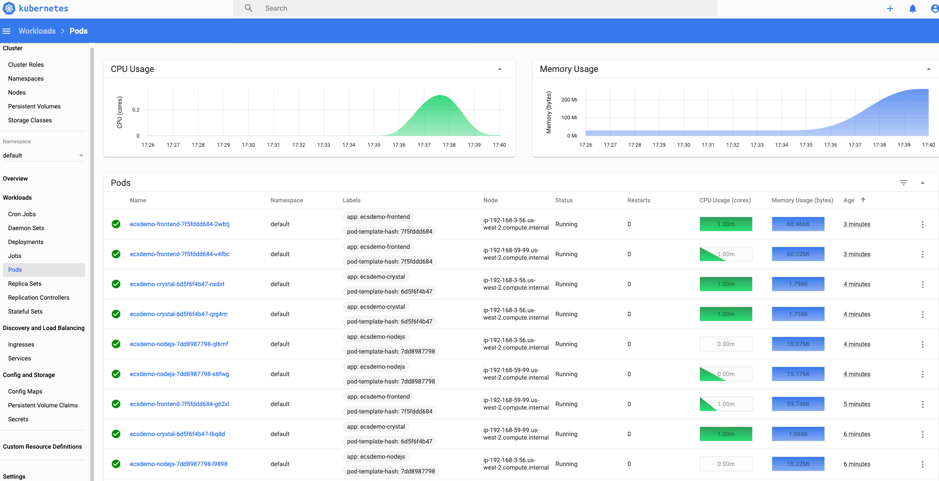 kubernetes
Search
Workloads > Pods
Cluster
Cluster Roles
Namespaces
Nodes
Persistent Volumes
Storage Classes
Namespace
default
Overview
Workloads
Cron Jobs
Daemon Sets
Deployments
Jobs
Pods
Replica Sets
Replication Controllers
Stateful Sets
Discovery and Load Balancing
Ingresses
Services
Config and Storage
Config Maps
Persistent Volume Claims
Secrets
Custom Resource Definitions
Settings
CPU Usage
CPU (cores)
0.2
0
17:26 17:27 17:28 17:29 17:30 17:31 17:32 17:33 17:34 17:35 17:36 17:37 17:38 17:39 17:40
Memory Usage
Memory (bytes)
200 Mi
100 Mi
0 Mi
17:26 17:27 17:28 17:29 17:30 17:31 17:32 17:33 17:34 17:35 17:36 17:37 17:38 17:39 17:40
Pods
Name Namespace Labels Node Status Restarts CPU Usage (cores) Memory Usage (bytes) Age
app: ecsdemo-frontend
ecsdemo-frontend-7f5fddd684-2wbtj default ip-192-168-3-56.us-west-2.compute.internal Running 0 1.00m 60.46Mi 3 minutes
pod-template-hash: 7f5fddd684
app: ecsdemo-frontend
ecsdemo-frontend-7f5fddd684-v4fbc default ip-192-168-59-99.us-west-2.compute.internal Running 0 1.00m 60.02Mi 3 minutes
pod-template-hash: 7f5fddd684
app: ecsdemo-crystal
ecsdemo-crystal-6d5f6f4b47-nxdxt default ip-192-168-3-56.us-west-2.compute.internal Running 0 1.00m 1.79Mi 4 minutes
pod-template-hash: 6d5f6f4b47
app: ecsdemo-crystal
ecsdemo-crystal-6d5f6f4b47-qrg4m default ip-192-168-59-99.us-west-2.compute.internal Running 0 1.00m 1.75Mi 4 minutes
pod-template-hash: 6d5f6f4b47
app: ecsdemo-nodejs
ecsdemo-nodejs-7dd8987798-ql6mf default ip-192-168-3-56.us-west-2.compute.internal Running 0 0.00m 15.07Mi 4 minutes
pod-template-hash: 7dd8987798
app: ecsdemo-nodejs
ecsdemo-nodejs-7dd8987798-s8fwg default ip-192-168-59-99.us-west-2.compute.internal Running 0 0.00m 15.17Mi 4 minutes
pod-template-hash: 7dd8987798
app: ecsdemo-frontend
ecsdemo-frontend-7f5fddd684-g62xl default ip-192-168-59-99.us-west-2.compute.internal Running 0 1.00m 59.74Mi 5 minutes
pod-template-hash: 7f5fddd684
app: ecsdemo-crystal
ecsdemo-crystal-6d5f6f4b47-l6q8d default ip-192-168-3-56.us-west-2.compute.internal Running 0 1.00m 1.86Mi 6 minutes
pod-template-hash: 6d5f6f4b47
app: ecsdemo-nodejs
ecsdemo-nodejs-7dd8987798-l9898 default ip-192-168-3-56.us-west-2.compute.internal Running 0 0.00m 15.22Mi 6 minutes
pod-template-hash: 7dd8987798